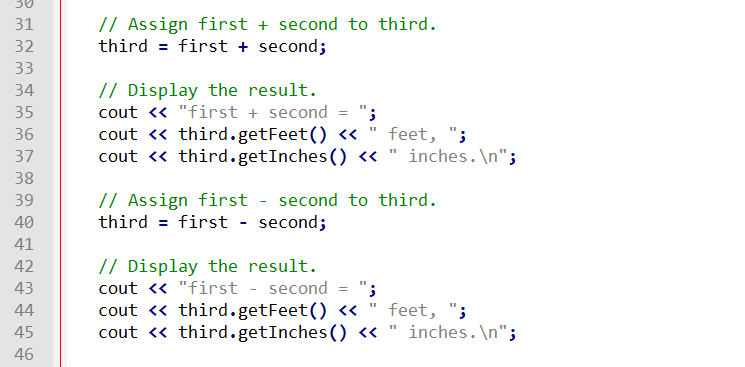 30
31 // Assign first + second to third.
32 third = first + second;
33
34 // Display the result.
35 cout << "first + second = ";
36 cout << third.getFeet() << " feet, ";
37 cout << third.getInches() << " inches.\n";
38
39 // Assign first - second to third.
40 third = first - second;
41
42 // Display the result.
43 cout << "first - second = ";
44 cout << third.getFeet() << " feet, ";
45 cout << third.getInches() << " inches.\n";
46